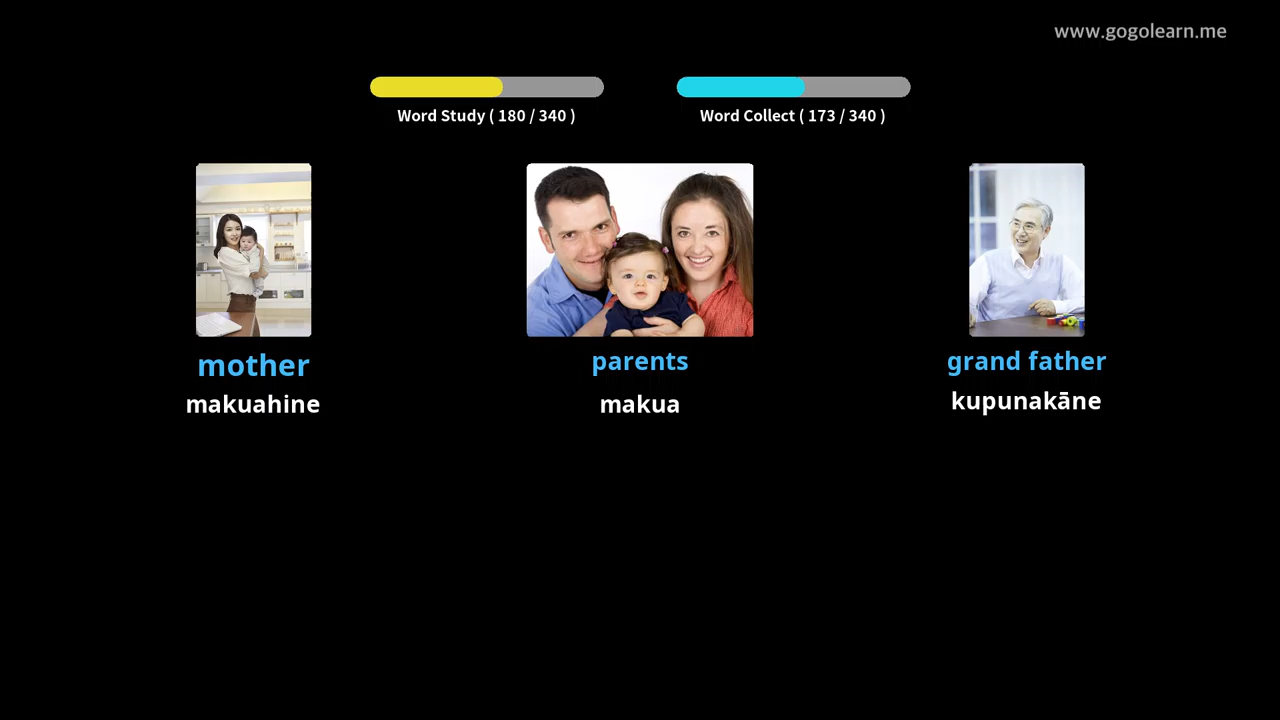 www.gogolearn.me
Word Study ( 180 / 340 )
Word Collect ( 173 / 340 )
mother
parents
grand father
makuahine
makua
kupunakāne